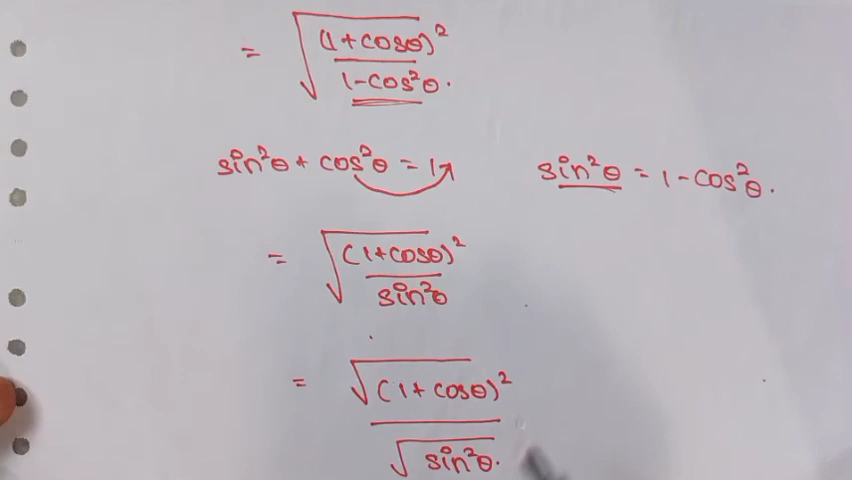 = √((1+cosθ)² / 1-cos²θ.)
sin²θ + cos²θ = 1 sin²θ = 1-cos²θ.
= √((1+cosθ)² / sin²θ)
= √(1+cosθ)² / √sin²θ.